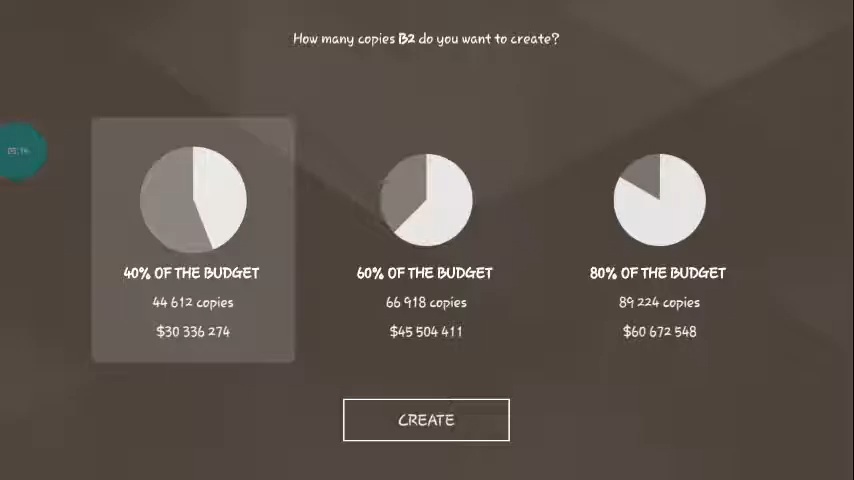 How many copies B2 do you want to create?
40% OF THE BUDGET
44 612 copies
$30 336 274
60% OF THE BUDGET
66 918 copies
$45 504 411
80% OF THE BUDGET
89 224 copies
$60 672 548
CREATE